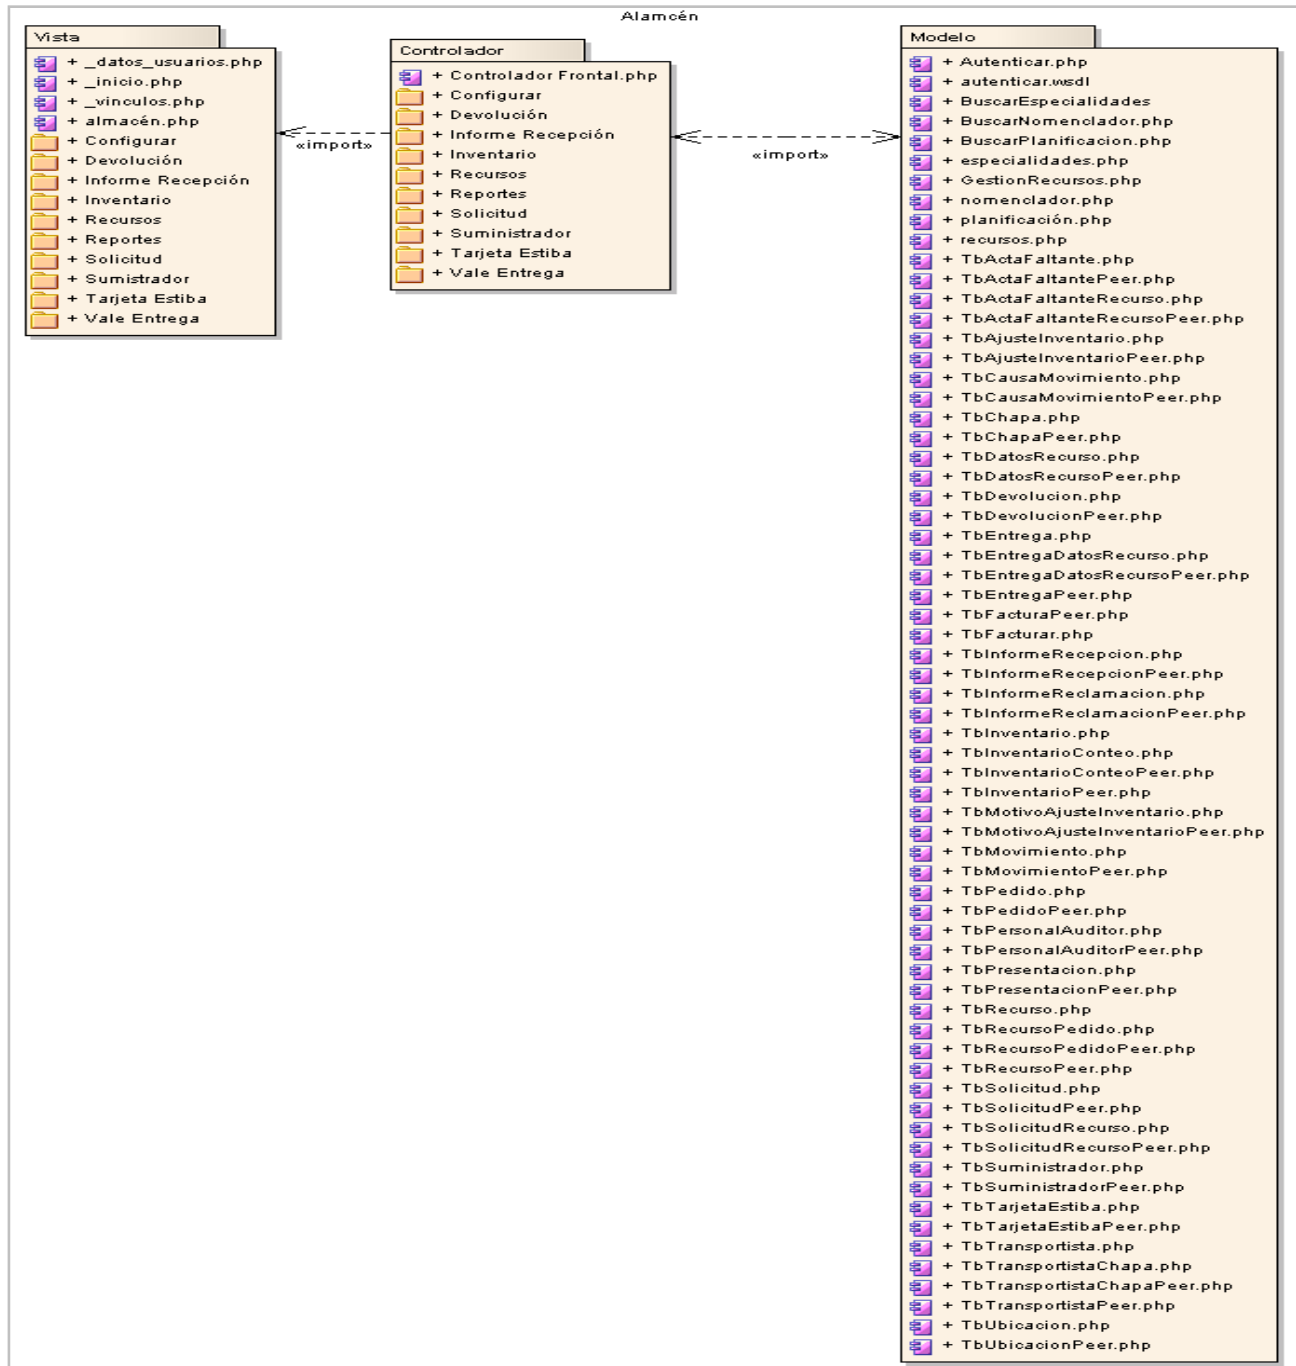 Alamcén
Vista
+ _datos_usuarios.php
+ _inicio.php
+ _vinculos.php
+ almacén.php
+ Configurar
+ Devolución
+ Informe Recepción
+ Inventario
+ Recursos
+ Reportes
+ Solicitud
+ Sumistrador
+ Tarjeta Estiba
+ Vale Entrega
«import»
Controlador
+ Controlador Frontal.php
+ Configurar
+ Devolución
+ Informe Recepción
+ Inventario
+ Recursos
+ Reportes
+ Solicitud
+ Suministrador
+ Tarjeta Estiba
+ Vale Entrega
«import»
Modelo
+ Autenticar.php
+ autenticar.wsdl
+ BuscarEspecialidades
+ BuscarNomenclador.php
+ BuscarPlanificacion.php
+ especialidades.php
+ GestionRecursos.php
+ nomenclador.php
+ planificación.php
+ recursos.php
+ TbActaFaltante.php
+ TbActaFaltantePeer.php
+ TbActaFaltanteRecurso.php
+ TbActaFaltanteRecursoPeer.php
+ TbAjusteInventario.php
+ TbAjusteInventarioPeer.php
+ TbCausaMovimiento.php
+ TbCausaMovimientoPeer.php
+ TbChapa.php
+ TbChapaPeer.php
+ TbDatosRecurso.php
+ TbDatosRecursoPeer.php
+ TbDevolucion.php
+ TbDevolucionPeer.php
+ TbEntrega.php
+ TbEntregaDatosRecurso.php
+ TbEntregaDatosRecursoPeer.php
+ TbEntregaPeer.php
+ TbFacturaPeer.php
+ TbFacturar.php
+ TbInformeRecepcion.php
+ TbInformeRecepcionPeer.php
+ TbInformeReclamacion.php
+ TbInformeReclamacionPeer.php
+ TbInventario.php
+ TbInventarioConteo.php
+ TbInventarioConteoPeer.php
+ TbInventarioPeer.php
+ TbMotivoAjusteInventario.php
+ TbMotivoAjusteInventarioPeer.php
+ TbMovimiento.php
+ TbMovimientoPeer.php
+ TbPedido.php
+ TbPedidoPeer.php
+ TbPersonalAuditor.php
+ TbPersonalAuditorPeer.php
+ TbPresentacion.php
+ TbPresentacionPeer.php
+ TbRecurso.php
+ TbRecursoPedido.php
+ TbRecursoPedidoPeer.php
+ TbRecursoPeer.php
+ TbSolicitud.php
+ TbSolicitudPeer.php
+ TbSolicitudRecurso.php
+ TbSolicitudRecursoPeer.php
+ TbSuministrador.php
+ TbSuministradorPeer.php
+ TbTarjetaEstiba.php
+ TbTarjetaEstibaPeer.php
+ TbTransportista.php
+ TbTransportistaChapa.php
+ TbTransportistaChapaPeer.php
+ TbTransportistaPeer.php
+ TbUbicacion.php
+ TbUbicacionPeer.php